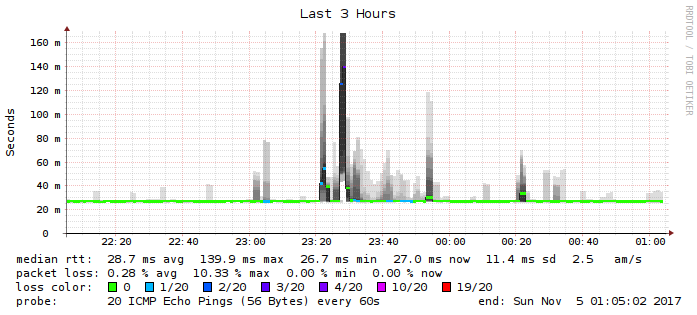 Last 3 Hours
RRDTOOL / TOBI OETIKER
Seconds
160 m
140 m
120 m
100 m
80 m
60 m
40 m
20 m
0
22:20 22:40 23:00 23:20 23:40 00:00 00:20 00:40 01:00
median rtt: 28.7 ms avg 139.9 ms max 26.7 ms min 27.0 ms now 11.4 ms sd 2.5 am/s
packet loss: 0.28 % avg 10.33 % max 0.00 % min 0.00 % now
loss color: 0 1/20 2/20 3/20 4/20 10/20 19/20
probe: 20 ICMP Echo Pings (56 Bytes) every 60s end: Sun Nov 5 01:05:02 2017